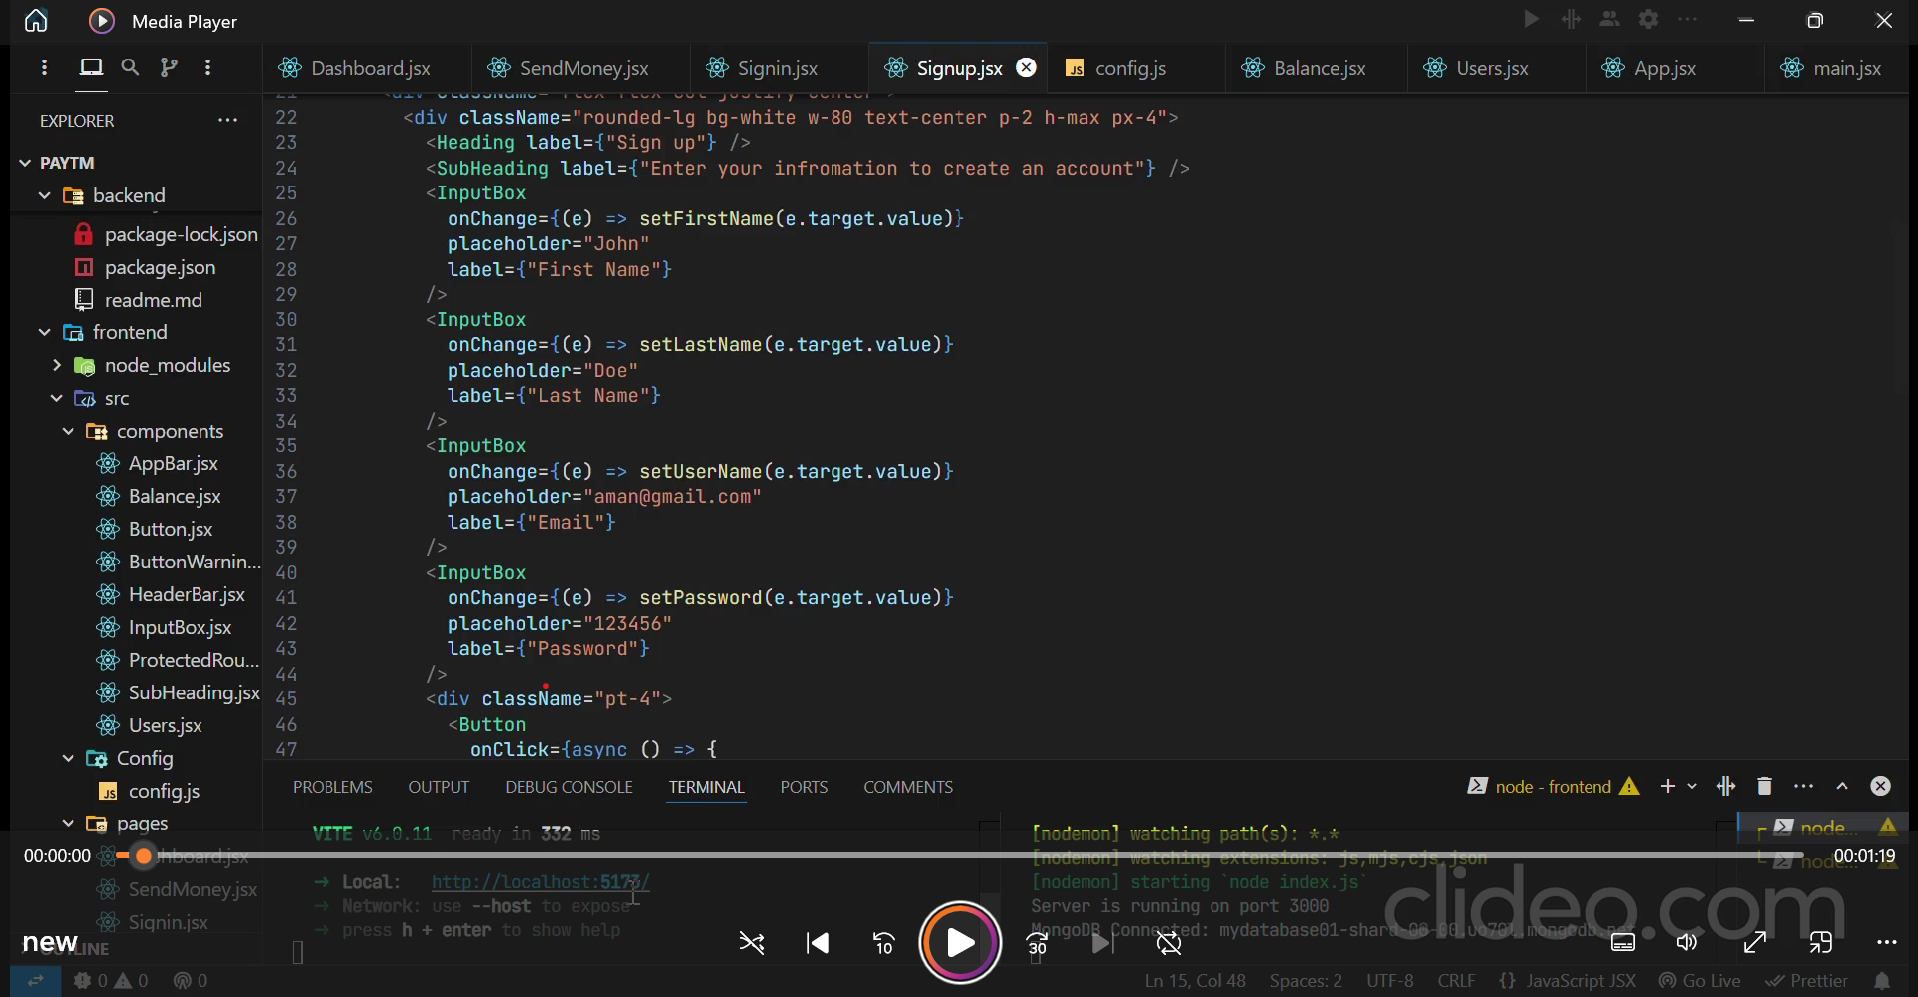 Media Player
Dashboard.jsx
SendMoney.jsx
Signin.jsx
Signup.jsx
JS config.js
Balance.jsx
Users.jsx
App.jsx
main.jsx
EXPLORER
PAYTM
backend
package-lock.json
package.json
readme.md
frontend
node_modules
src
components
AppBar.jsx
Balance.jsx
Button.jsx
ButtonWarnin...
HeaderBar.jsx
InputBox.jsx
ProtectedRou...
SubHeading.jsx
Users.jsx
Config
JS config.js
pages
SendMoney.jsx
Signin.jsx
22 <div className="rounded-lg bg-white w-80 text-center p-2 h-max px-4">
23 <Heading label={"Sign up"} />
24 <SubHeading label={"Enter your infromation to create an account"} />
25 <InputBox
26 onChange={(e) => setFirstName(e.target.value)}
27 placeholder="John"
28 label={"First Name"}
29 />
30 <InputBox
31 onChange={(e) => setLastName(e.target.value)}
32 placeholder="Doe"
33 label={"Last Name"}
34 />
35 <InputBox
36 onChange={(e) => setUserName(e.target.value)}
37 placeholder="aman@gmail.com"
38 label={"Email"}
39 />
40 <InputBox
41 onChange={(e) => setPassword(e.target.value)}
42 placeholder="123456"
43 label={"Password"}
44 />
45 <div className="pt-4">
46 <Button
47 onClick={async () => {
PROBLEMS
OUTPUT
DEBUG CONSOLE
TERMINAL
PORTS
COMMENTS
node - frontend
VITE v6.0.11 ready in 332 ms
→ Local: http://localhost:5173/
→ Network: use --host to expose
→ press h + enter to show help
[nodemon] watching path(s): *.*
[nodemon] watching extensions: js,mjs,cjs,json
[nodemon] starting `node index.js`
Server is running on port 3000
MongoDB Connected: mydatabase01-shard-00-00.uo70l.mongodb.net
node...
node...
00:00:00
00:01:19
clideo.com
new
10
30
0 0
0
Ln 15, Col 48
Spaces: 2
UTF-8
CRLF
{} JavaScript JSX
Go Live
Prettier